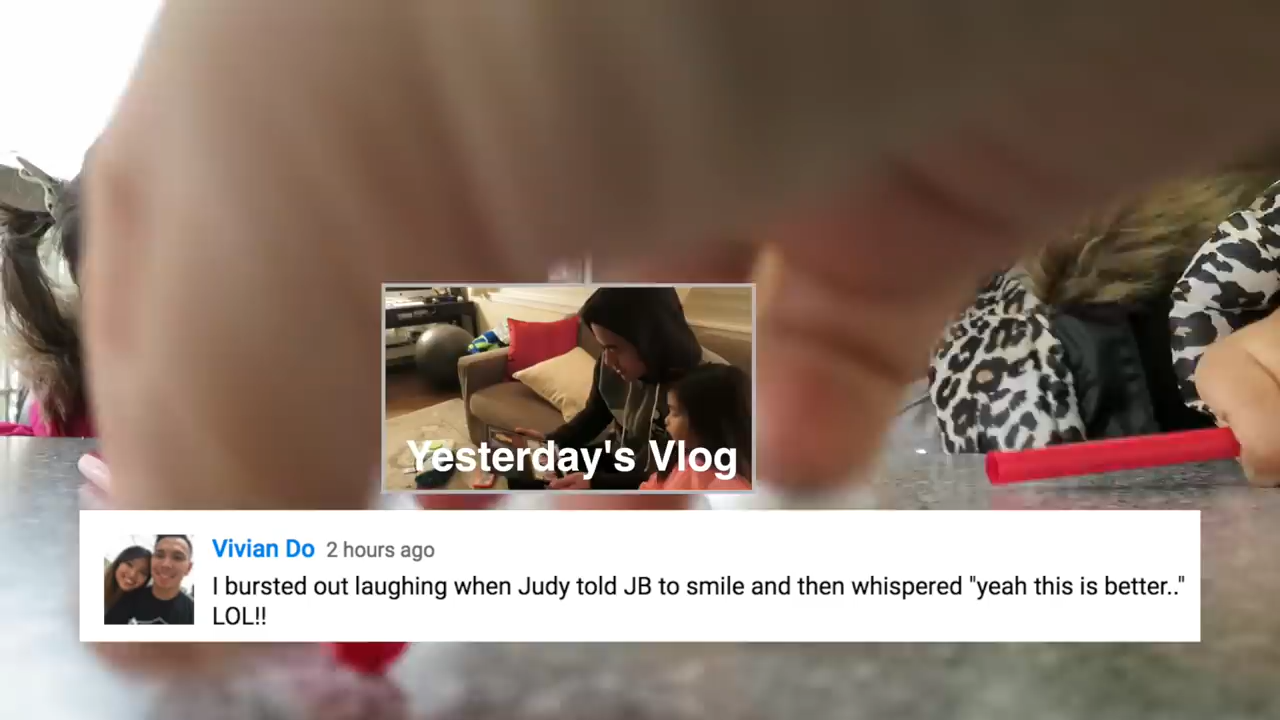 Yesterday's Vlog
Vivian Do 2 hours ago
I bursted out laughing when Judy told JB to smile and then whispered "yeah this is better.."
LOL!!